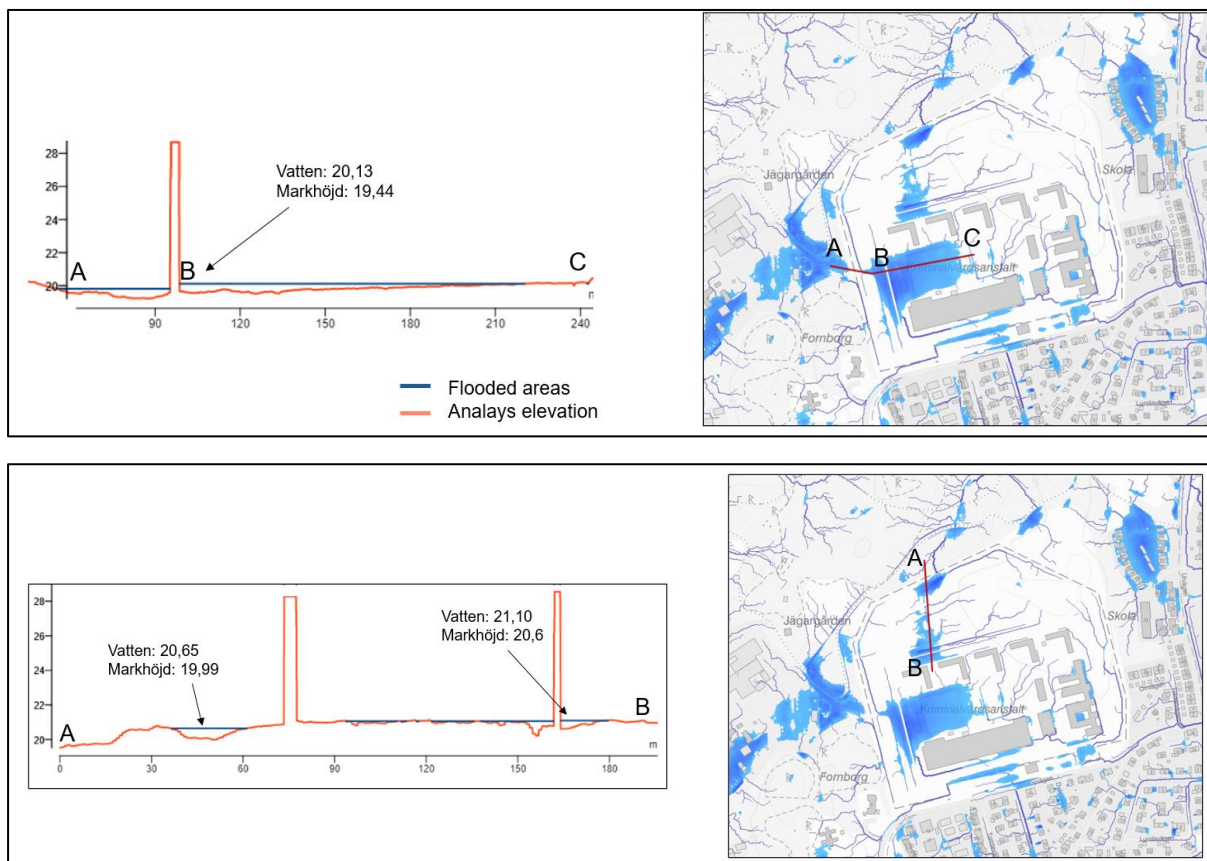 28
26
24
22
20
A
B
C
Vatten: 20,13
Markhöjd: 19,44
90
120
150
180
210
240
m
Flooded areas
Analays elevation
Jägargården
Skola
A
B
C
Kriminalvårdsanstalt
Fornborg
R
28
26
24
22
20
Vatten: 20,65
Markhöjd: 19,99
Vatten: 21,10
Markhöjd: 20,6
A
B
0
30
60
90
120
150
180
m
A
Jägargården
Skola
B
Kriminalvårdsanstalt
Fornborg
R